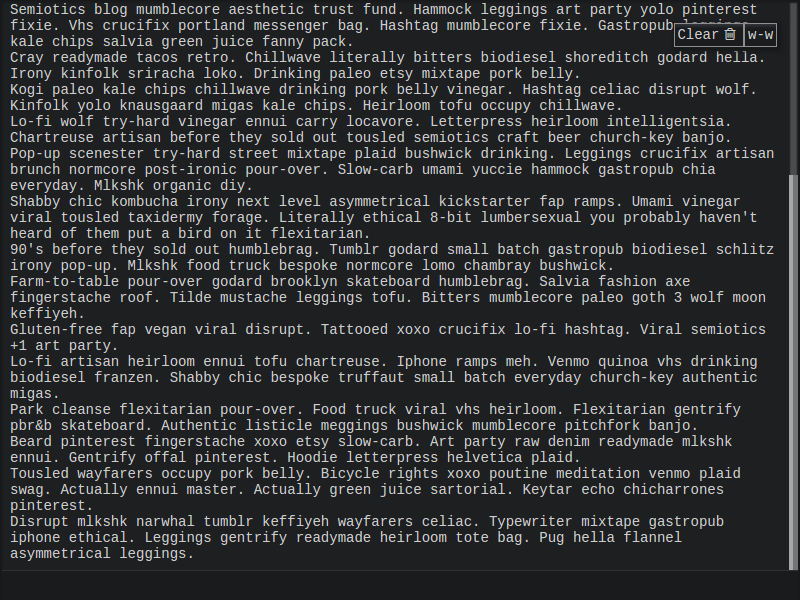 Semiotics blog mumblecore aesthetic trust fund. Hammock leggings art party yolo pinterest
fixie. Vhs crucifix portland messenger bag. Hashtag mumblecore fixie. Gastropub leggings
Clear w-w
kale chips salvia green juice fanny pack.
Cray readymade tacos retro. Chillwave literally bitters biodiesel shoreditch godard hella.
Irony kinfolk sriracha loko. Drinking paleo etsy mixtape pork belly.
Kogi paleo kale chips chillwave drinking pork belly vinegar. Hashtag celiac disrupt wolf.
Kinfolk yolo knausgaard migas kale chips. Heirloom tofu occupy chillwave.
Lo-fi wolf try-hard vinegar ennui carry locavore. Letterpress heirloom intelligentsia.
Chartreuse artisan before they sold out tousled semiotics craft beer church-key banjo.
Pop-up scenester try-hard street mixtape plaid bushwick drinking. Leggings crucifix artisan
brunch normcore post-ironic pour-over. Slow-carb umami yuccie hammock gastropub chia
everyday. Mlkshk organic diy.
Shabby chic kombucha irony next level asymmetrical kickstarter fap ramps. Umami vinegar
viral tousled taxidermy forage. Literally ethical 8-bit lumbersexual you probably haven't
heard of them put a bird on it flexitarian.
90's before they sold out humblebrag. Tumblr godard small batch gastropub biodiesel schlitz
irony pop-up. Mlkshk food truck bespoke normcore lomo chambray bushwick.
Farm-to-table pour-over godard brooklyn skateboard humblebrag. Salvia fashion axe
fingerstache roof. Tilde mustache leggings tofu. Bitters mumblecore paleo goth 3 wolf moon
keffiyeh.
Gluten-free fap vegan viral disrupt. Tattooed xoxo crucifix lo-fi hashtag. Viral semiotics
+1 art party.
Lo-fi artisan heirloom ennui tofu chartreuse. Iphone ramps meh. Venmo quinoa vhs drinking
biodiesel franzen. Shabby chic bespoke truffaut small batch everyday church-key authentic
migas.
Park cleanse flexitarian pour-over. Food truck viral vhs heirloom. Flexitarian gentrify
pbr&b skateboard. Authentic listicle meggings bushwick mumblecore pitchfork banjo.
Beard pinterest fingerstache xoxo etsy slow-carb. Art party raw denim readymade mlkshk
ennui. Gentrify offal pinterest. Hoodie letterpress helvetica plaid.
Tousled wayfarers occupy pork belly. Bicycle rights xoxo poutine meditation venmo plaid
swag. Actually ennui master. Actually green juice sartorial. Keytar echo chicharrones
pinterest.
Disrupt mlkshk narwhal tumblr keffiyeh wayfarers celiac. Typewriter mixtape gastropub
iphone ethical. Leggings gentrify readymade heirloom tote bag. Pug hella flannel
asymmetrical leggings.